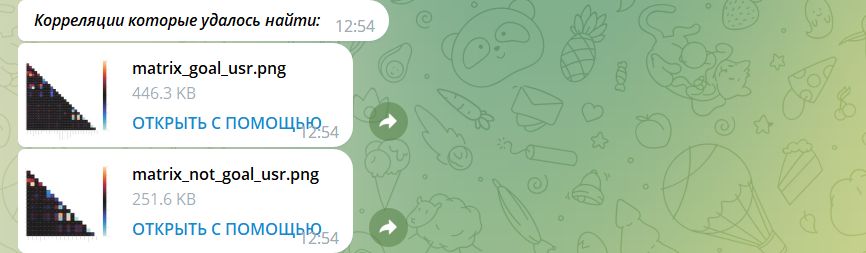 Корреляции которые удалось найти:
12:54
matrix_goal_usr.png
446.3 KB
ОТКРЫТЬ С ПОМОЩЬЮ
12:54
matrix_not_goal_usr.png
251.6 KB
ОТКРЫТЬ С ПОМОЩЬЮ
12:54